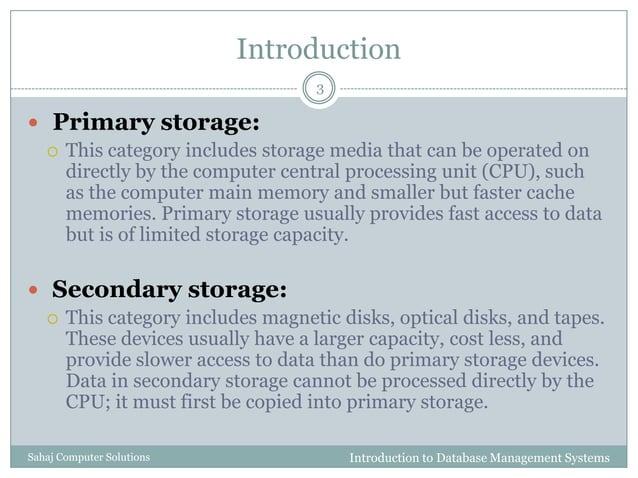 Introduction
3
Primary storage:
This category includes storage media that can be operated on
directly by the computer central processing unit (CPU), such
as the computer main memory and smaller but faster cache
memories. Primary storage usually provides fast access to data
but is of limited storage capacity.
Secondary storage:
This category includes magnetic disks, optical disks, and tapes.
These devices usually have a larger capacity, cost less, and
provide slower access to data than do primary storage devices.
Data in secondary storage cannot be processed directly by the
CPU; it must first be copied into primary storage.
Sahaj Computer Solutions
Introduction to Database Management Systems